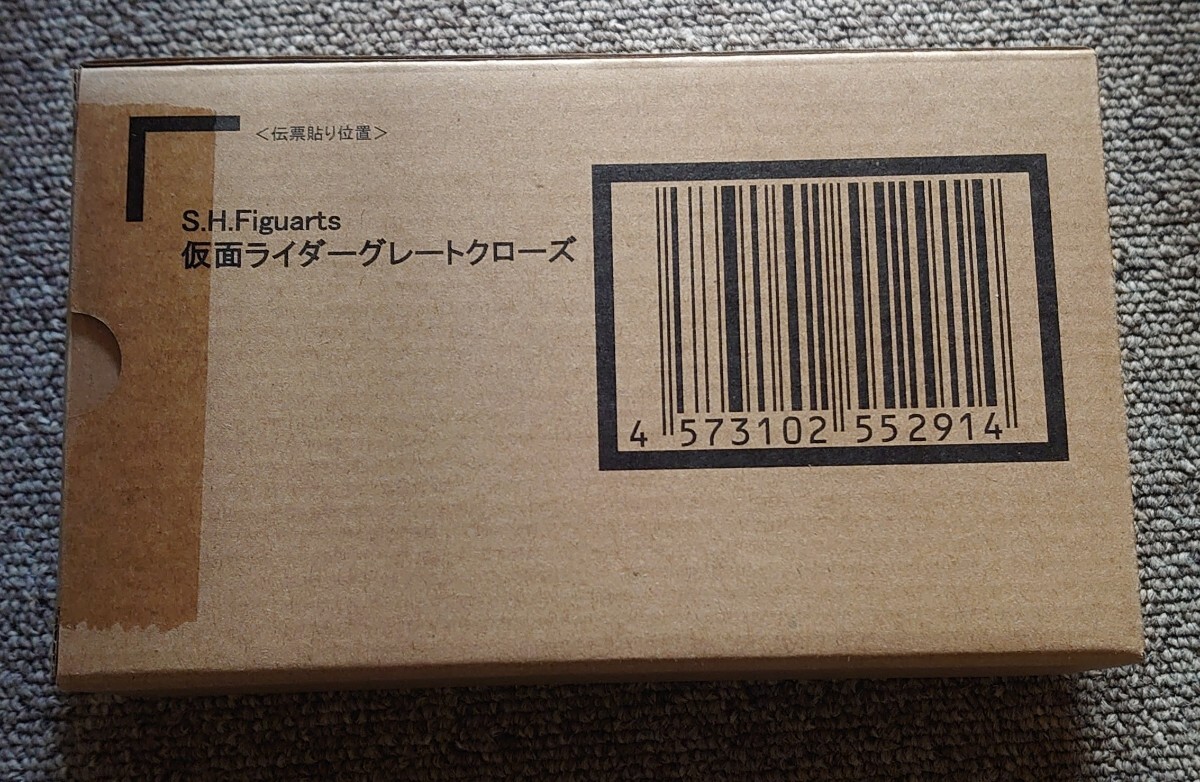 <伝票貼り位置>
S.H.Figuarts
仮面ライダーグレートクローズ
4 573102 552914